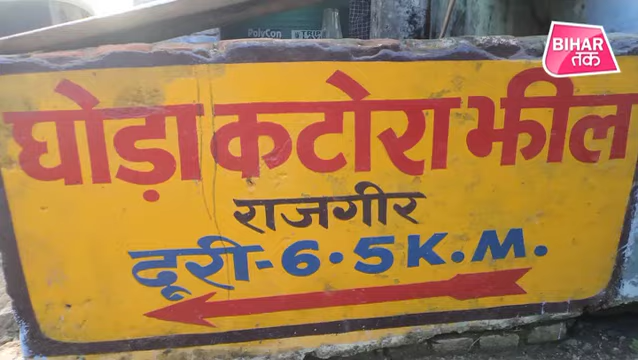 PolyCon
BIHAR
तक
घोड़ा कटोरा झील
राजगीर
दूरी-6.5 K.M.